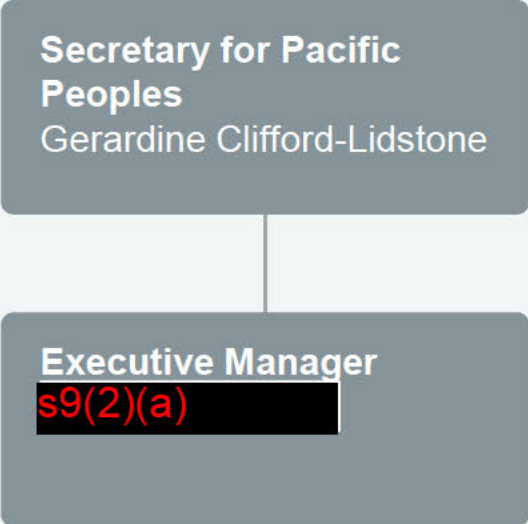 Secretary for Pacific
Peoples
Gerardine Clifford-Lidstone
Executive Manager
s9(2)(a)